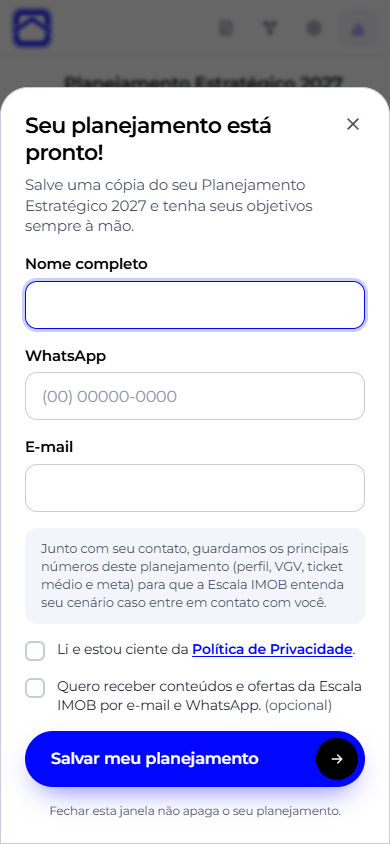 Planejamento Estratégico 2027
Seu planejamento está
pronto!
Salve uma cópia do seu Planejamento
Estratégico 2027 e tenha seus objetivos
sempre à mão.
Nome completo
WhatsApp
(00) 00000-0000
E-mail
Junto com seu contato, guardamos os principais
números deste planejamento (perfil, VGV, ticket
médio e meta) para que a Escala IMOB entenda
seu cenário caso entre em contato com você.
Li e estou ciente da Política de Privacidade.
Quero receber conteúdos e ofertas da Escala
IMOB por e-mail e WhatsApp. (opcional)
Salvar meu planejamento
Fechar esta janela não apaga o seu planejamento.